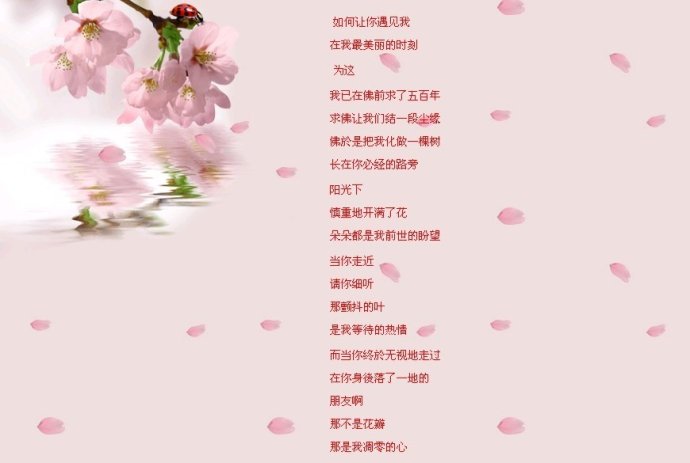 如何让你遇见我
在我最美丽的时刻
为这
我已在佛前求了五百年
求佛让我们结一段尘缘
佛於是把我化做一棵树
长在你必经的路旁
阳光下
慎重地开满了花
朵朵都是我前世的盼望
当你走近
请你细听
那颤抖的叶
是我等待的热情
而当你终於无视地走过
在你身後落了一地的
朋友啊
那不是花瓣
那是我凋零的心